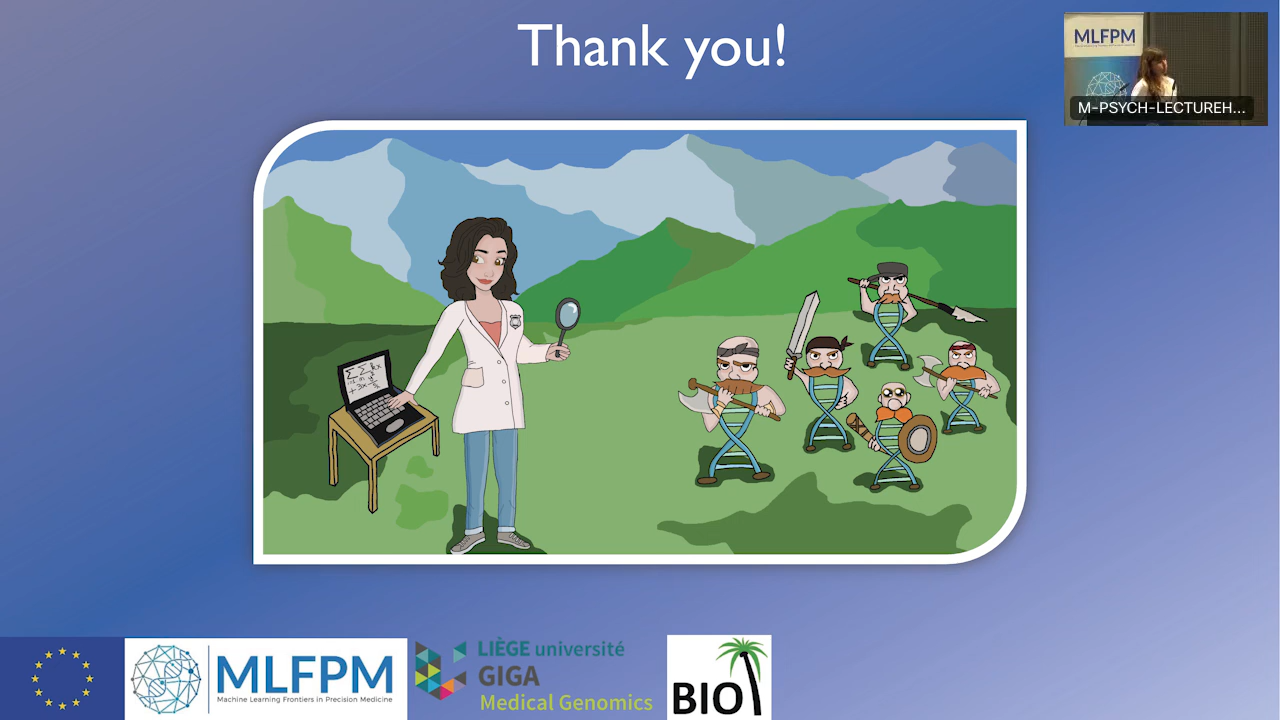 Thank you!
MLFPM
M-PSYCH-LECTUREH...
MLFPM
Machine Learning Frontiers in Precision Medicine
LIÈGE université
GIGA
Medical Genomics
BIO